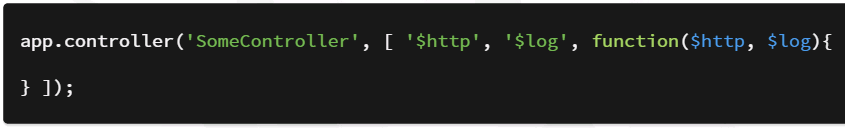 app.controller('SomeController', [ '$http', '$log', function($http, $log){
} ]);